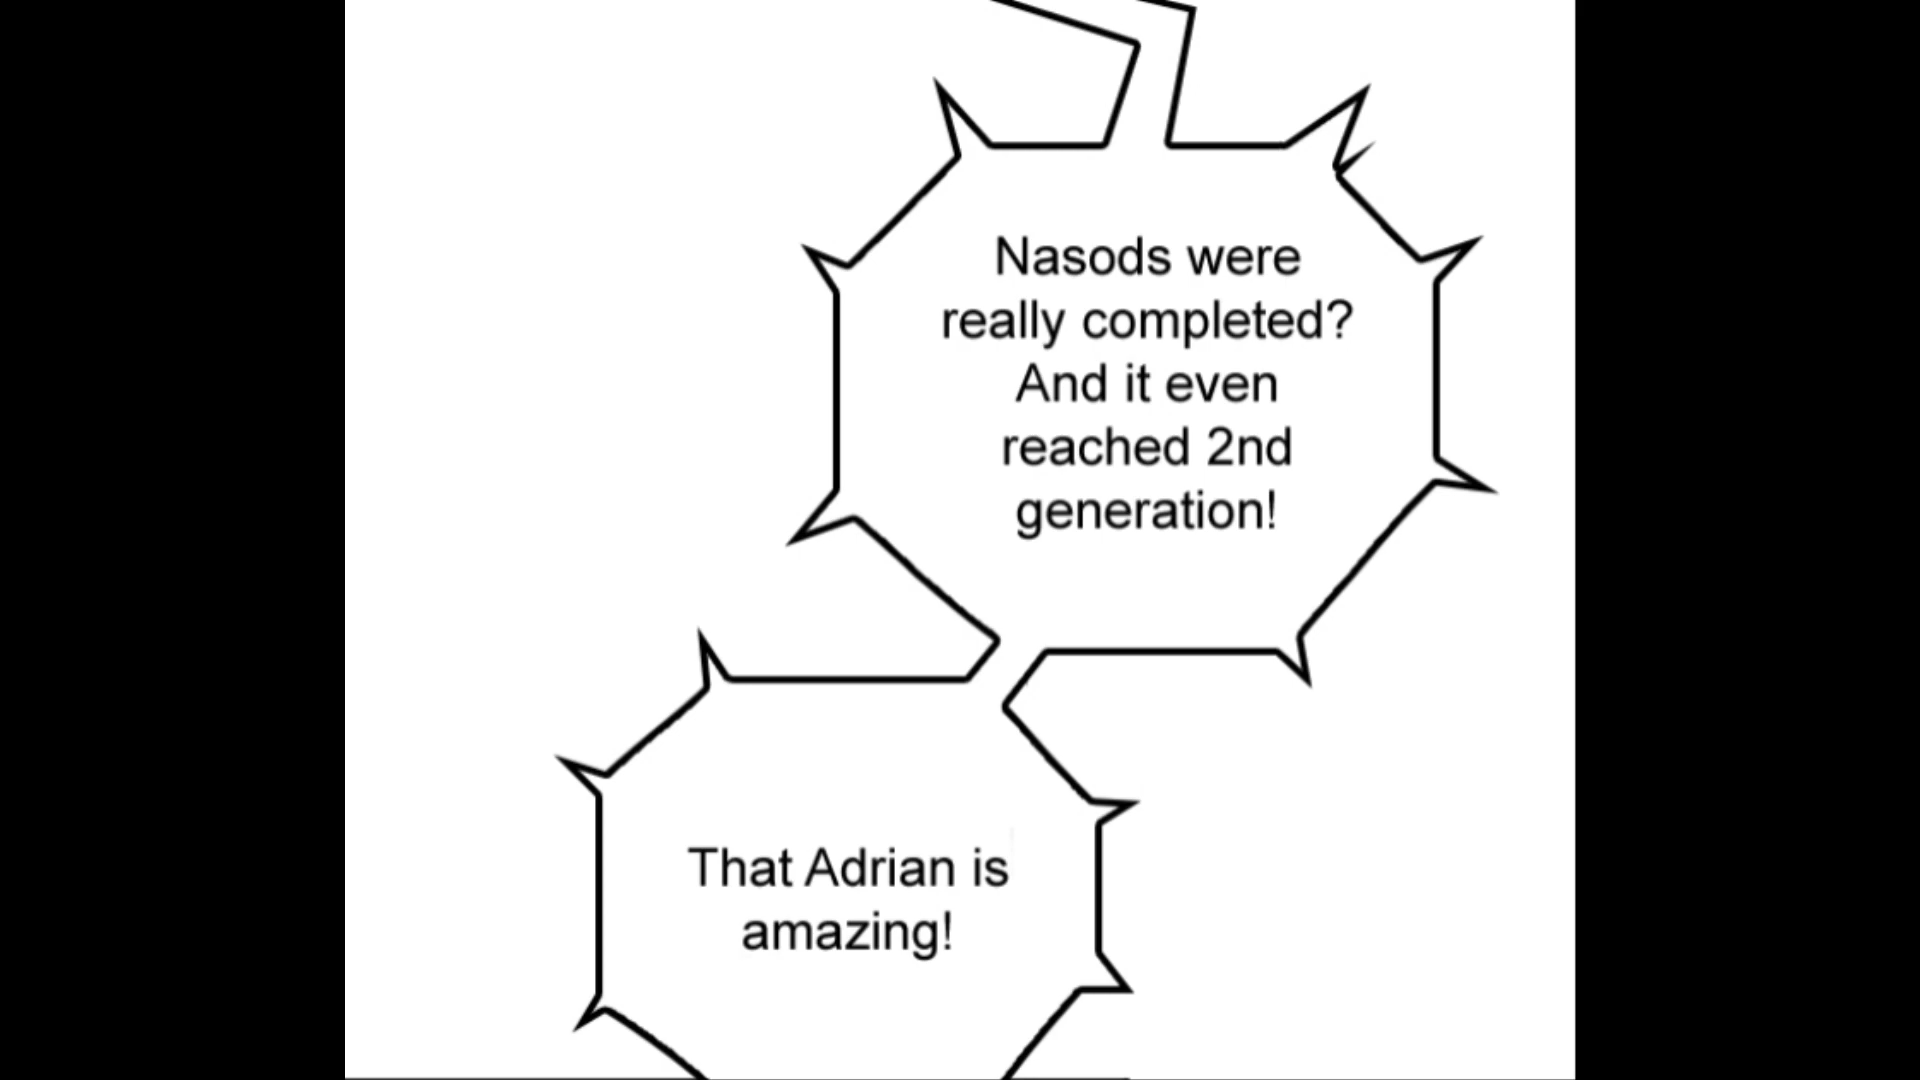 Nasods were
really completed?
And it even
reached 2nd
generation!
That Adrian is
amazing!